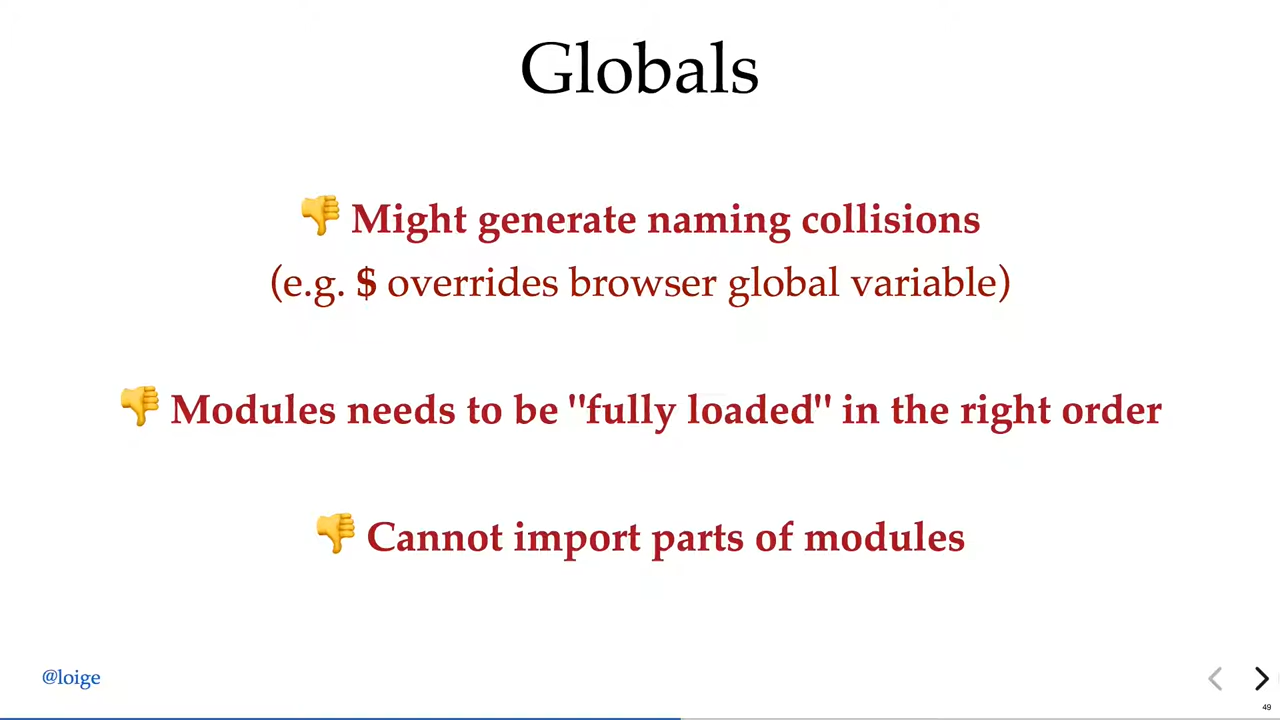 Globals
👎 Might generate naming collisions
(e.g. $ overrides browser global variable)
👎 Modules needs to be "fully loaded" in the right order
👎 Cannot import parts of modules
@loige
49